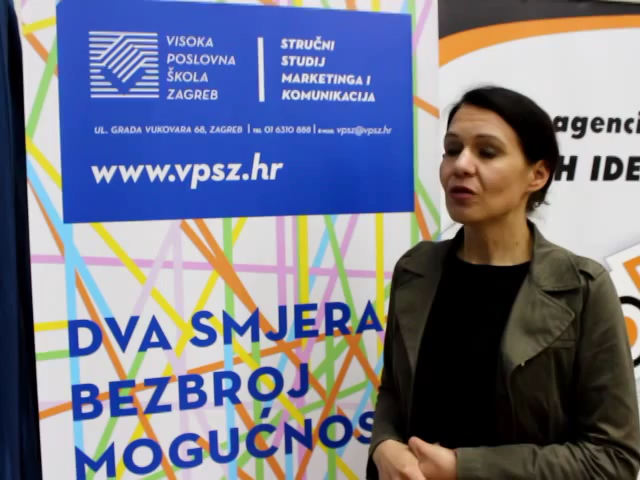 VISOKA
POSLOVNA
ŠKOLA
ZAGREB
STRUČNI
STUDIJ
MARKETINGA I
KOMUNIKACIJA
UL. GRADA VUKOVARA 68, ZAGREB | TEL 01 6310 888 | E-MAIL vpsz@vpsz.hr
www.vpsz.hr
DVA SMJERA
BEZBROJ
MOGUĆNOS
agenci
H IDE